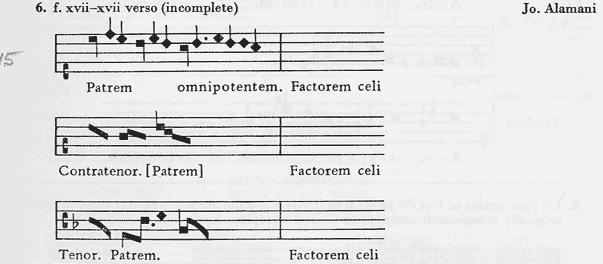 6. f. xvii–xvii verso (incomplete) Jo. Alamani
15
Patrem omnipotentem. Factorem celi
Contratenor. [Patrem] Factorem celi
Tenor. Patrem. Factorem celi